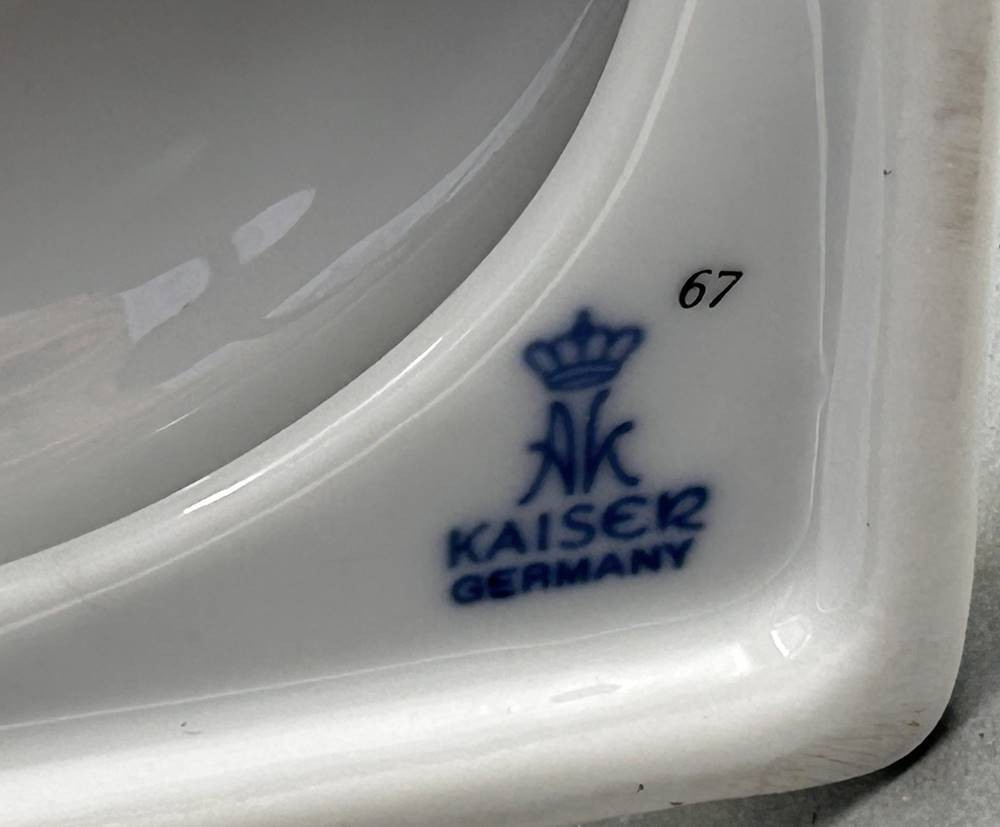 67
AK
KAISER
GERMANY